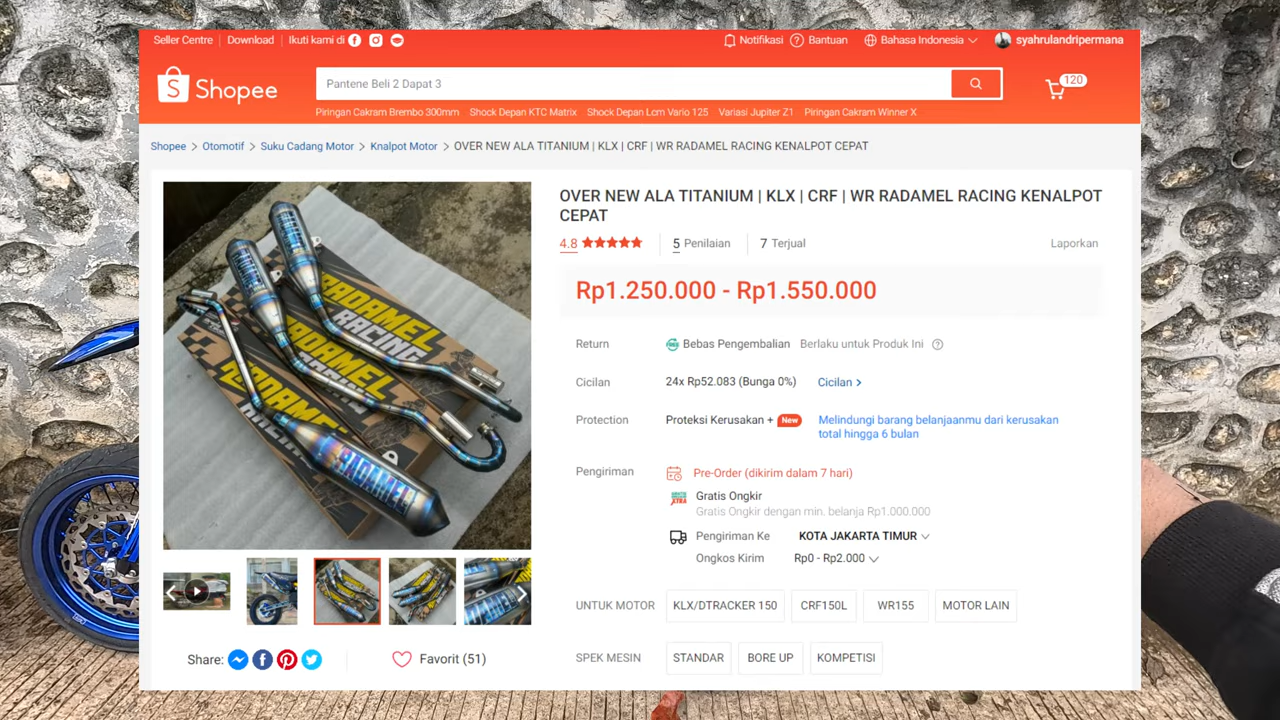 Seller Centre | Download | Ikuti kami di
Notifikasi Bantuan Bahasa Indonesia syahrulandripermana
Shopee
Pantene Beli 2 Dapat 3
120
Piringan Cakram Brembo 300mm Shock Depan KTC Matrix Shock Depan Lcm Vario 125 Variasi Jupiter Z1 Piringan Cakram Winner X
Shopee > Otomotif > Suku Cadang Motor > Knalpot Motor > OVER NEW ALA TITANIUM | KLX | CRF | WR RADAMEL RACING KENALPOT CEPAT
RADAMEL
RACING
OVER NEW ALA TITANIUM | KLX | CRF | WR RADAMEL RACING KENALPOT
CEPAT
4.8 5 Penilaian 7 Terjual Laporkan
Rp1.250.000 - Rp1.550.000
Return Bebas Pengembalian Berlaku untuk Produk Ini
Cicilan 24x Rp52.083 (Bunga 0%) Cicilan >
Protection Proteksi Kerusakan + New Melindungi barang belanjaanmu dari kerusakan
total hingga 6 bulan
Pengiriman Pre-Order (dikirim dalam 7 hari)
Gratis Ongkir
Gratis Ongkir dengan min. belanja Rp1.000.000
Pengiriman Ke KOTA JAKARTA TIMUR
Ongkos Kirim Rp0 - Rp2.000
UNTUK MOTOR KLX/DTRACKER 150 CRF150L WR155 MOTOR LAIN
Share: Favorit (51)
SPEK MESIN STANDAR BORE UP KOMPETISI